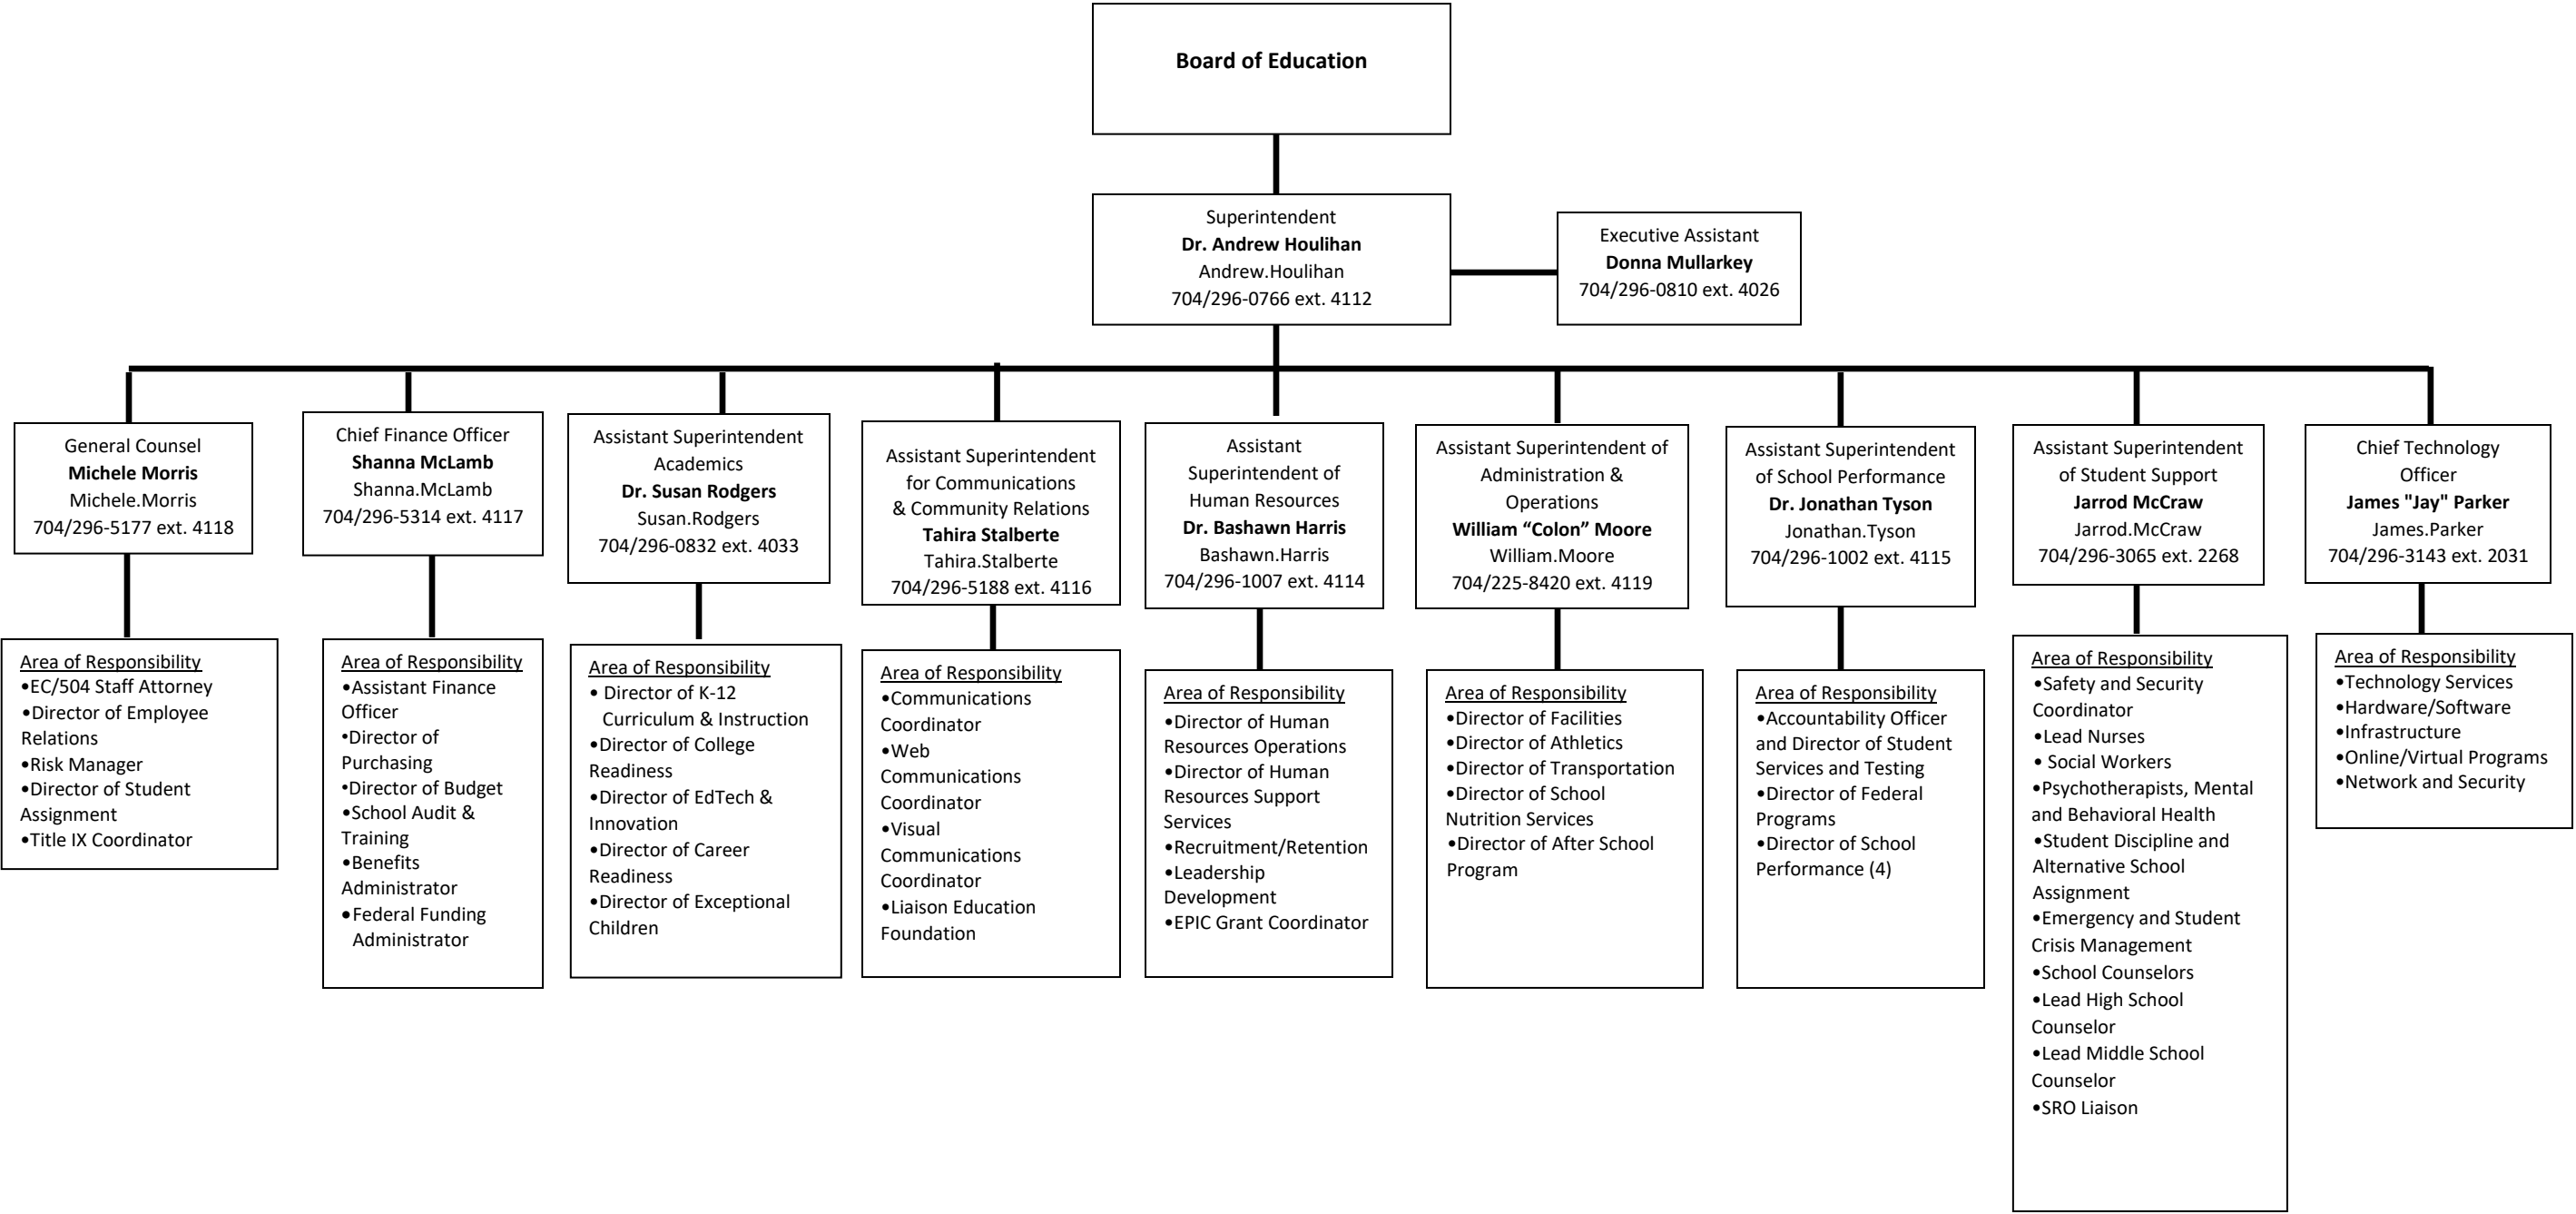 Board of Education
Superintendent
Dr. Andrew Houlihan
Andrew.Houlihan
704/296-0766 ext. 4112
Executive Assistant
Donna Mullarkey
704/296-0810 ext. 4026
General Counsel
Michele Morris
Michele.Morris
704/296-5177 ext. 4118
Chief Finance Officer
Shanna McLamb
Shanna.McLamb
704/296-5314 ext. 4117
Assistant Superintendent
Academics
Dr. Susan Rodgers
Susan.Rodgers
704/296-0832 ext. 4033
Assistant Superintendent
for Communications
& Community Relations
Tahira Stalberte
Tahira.Stalberte
704/296-5188 ext. 4116
Assistant
Superintendent of
Human Resources
Dr. Bashawn Harris
Bashawn.Harris
704/296-1007 ext. 4114
Assistant Superintendent of
Administration &
Operations
William “Colon” Moore
William.Moore
704/225-8420 ext. 4119
Assistant Superintendent
of School Performance
Dr. Jonathan Tyson
Jonathan.Tyson
704/296-1002 ext. 4115
Assistant Superintendent
of Student Support
Jarrod McCraw
Jarrod.McCraw
704/296-3065 ext. 2268
Chief Technology
Officer
James "Jay" Parker
James.Parker
704/296-3143 ext. 2031
Area of Responsibility
•EC/504 Staff Attorney
•Director of Employee
Relations
•Risk Manager
•Director of Student
Assignment
•Title IX Coordinator
Area of Responsibility
•Assistant Finance
Officer
•Director of
Purchasing
•Director of Budget
•School Audit &
Training
•Benefits
Administrator
•Federal Funding
Administrator
Area of Responsibility
• Director of K-12
Curriculum & Instruction
•Director of College
Readiness
•Director of EdTech &
Innovation
•Director of Career
Readiness
•Director of Exceptional
Children
Area of Responsibility
•Communications
Coordinator
•Web
Communications
Coordinator
•Visual
Communications
Coordinator
•Liaison Education
Foundation
Area of Responsibility
•Director of Human
Resources Operations
•Director of Human
Resources Support
Services
•Recruitment/Retention
•Leadership
Development
•EPIC Grant Coordinator
Area of Responsibility
•Director of Facilities
•Director of Athletics
•Director of Transportation
•Director of School
Nutrition Services
•Director of After School
Program
Area of Responsibility
•Accountability Officer
and Director of Student
Services and Testing
•Director of Federal
Programs
•Director of School
Performance (4)
Area of Responsibility
•Safety and Security
Coordinator
•Lead Nurses
• Social Workers
•Psychotherapists, Mental
and Behavioral Health
•Student Discipline and
Alternative School
Assignment
•Emergency and Student
Crisis Management
•School Counselors
•Lead High School
Counselor
•Lead Middle School
Counselor
•SRO Liaison
Area of Responsibility
•Technology Services
•Hardware/Software
•Infrastructure
•Online/Virtual Programs
•Network and Security